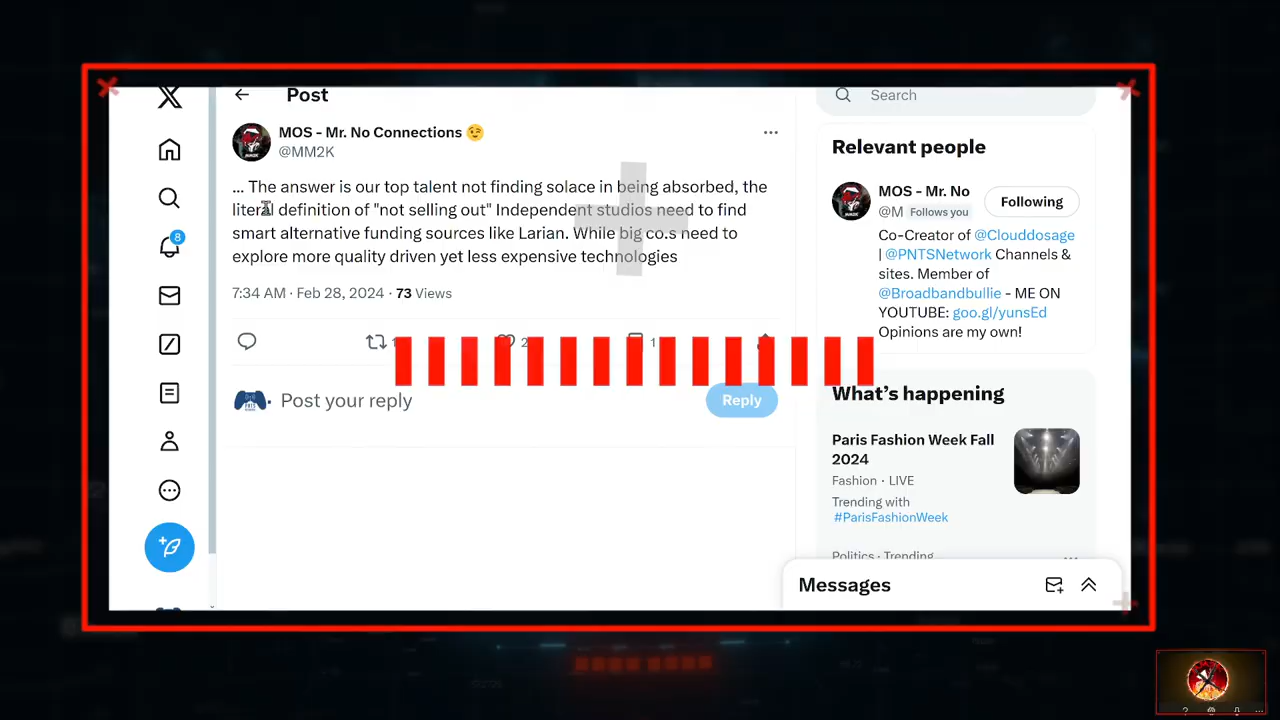 Post
Search
MOS - Mr. No Connections 😉
@MM2K
... The answer is our top talent not finding solace in being absorbed, the
literal definition of "not selling out" Independent studios need to find
smart alternative funding sources like Larian. While big co.s need to
explore more quality driven yet less expensive technologies
7:34 AM · Feb 28, 2024 · 73 Views
2
1
Post your reply
Reply
8
Relevant people
MOS - Mr. No
@M Follows you
Following
Co-Creator of @Clouddosage
| @PNTSNetwork Channels &
sites. Member of
@Broadbandbullie - ME ON
YOUTUBE: goo.gl/yunsEd
Opinions are my own!
What's happening
Paris Fashion Week Fall
2024
Fashion · LIVE
Trending with
#ParisFashionWeek
Politics · Trending
Messages